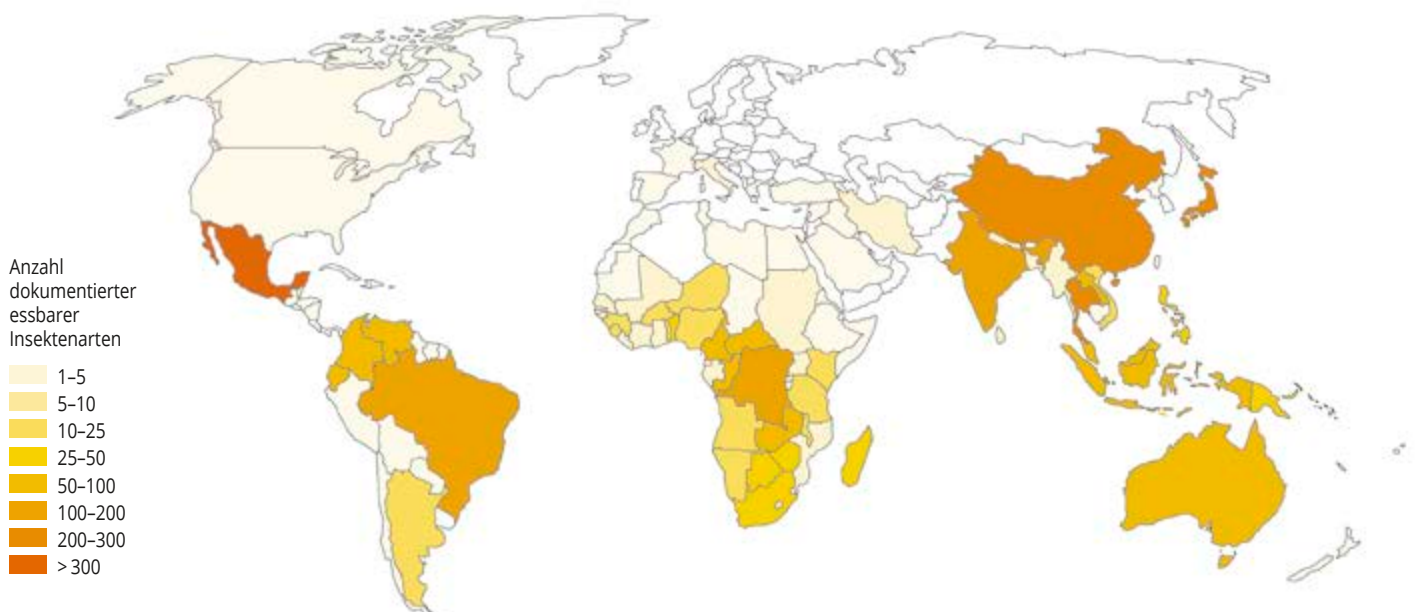 Anzahl
dokumentierter
essbarer
Insektenarten
1–5
5–10
10–25
25–50
50–100
100–200
200–300
> 300